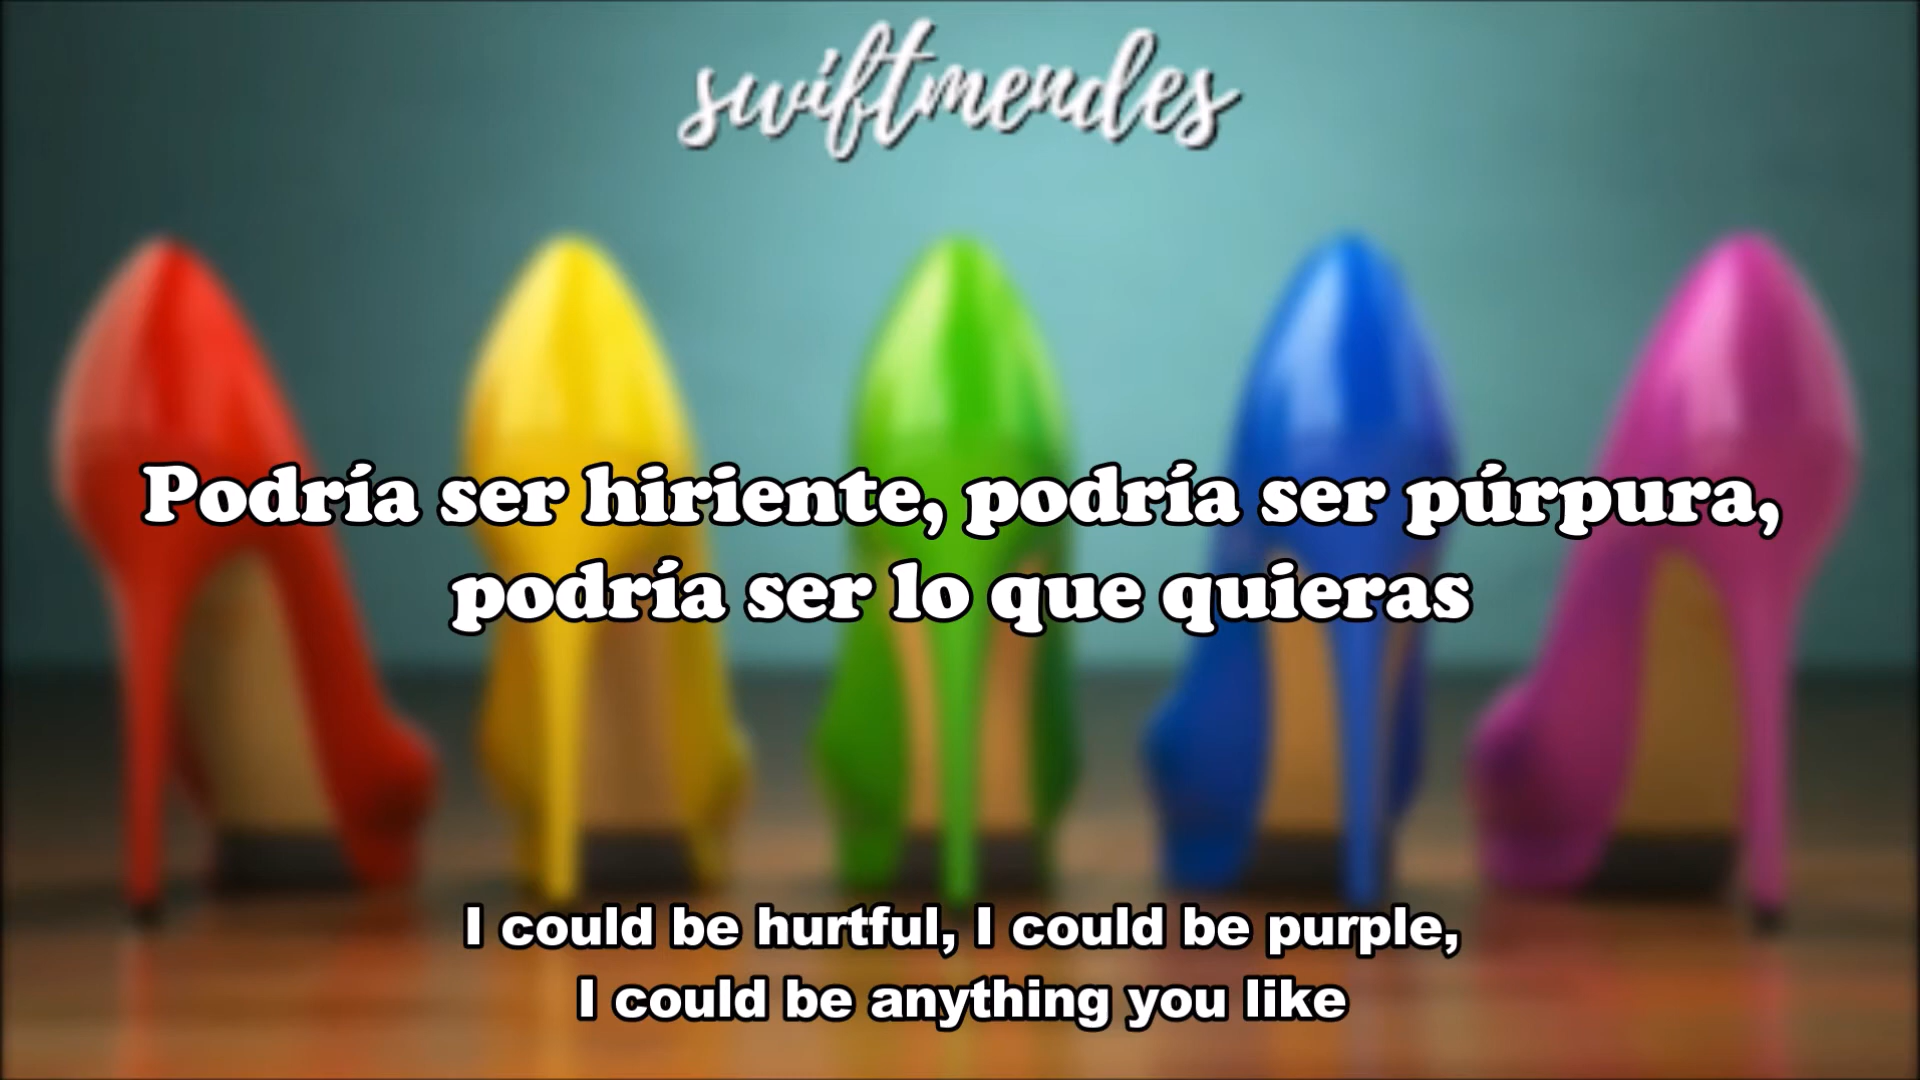 swiftmendes
Podría ser hiriente, podría ser púrpura,
podría ser lo que quieras
I could be hurtful, I could be purple,
I could be anything you like